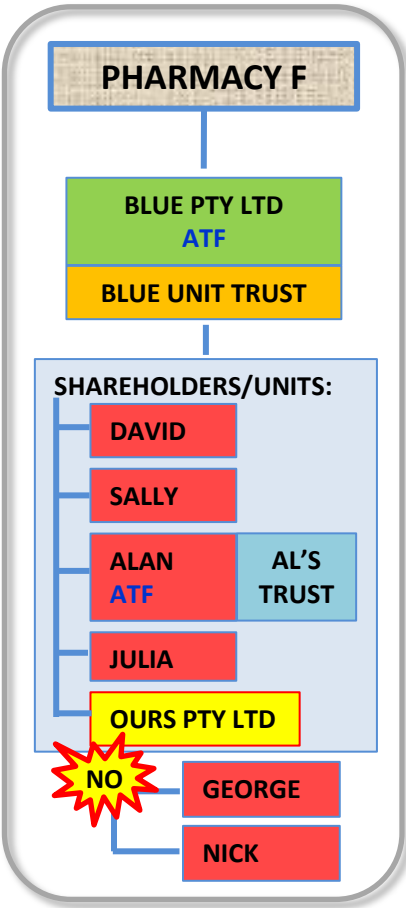 PHARMACY F
BLUE PTY LTD
ATF
BLUE UNIT TRUST
SHAREHOLDERS/UNITS:
DAVID
SALLY
ALAN
ATF
AL’S
TRUST
JULIA
OURS PTY LTD
NO
GEORGE
NICK